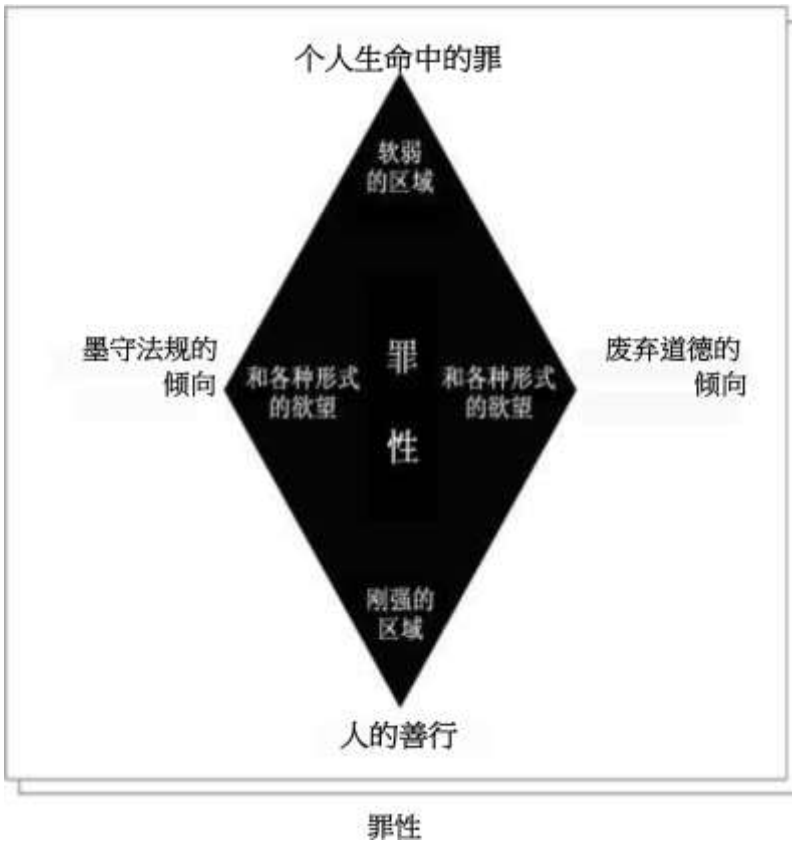 个人生命中的罪
软弱
的区域
墨守法规的
倾向
和各种形式
的欲望
罪
性
和各种形式
的欲望
废弃道德的
倾向
刚强的
区域
人的善行
罪性